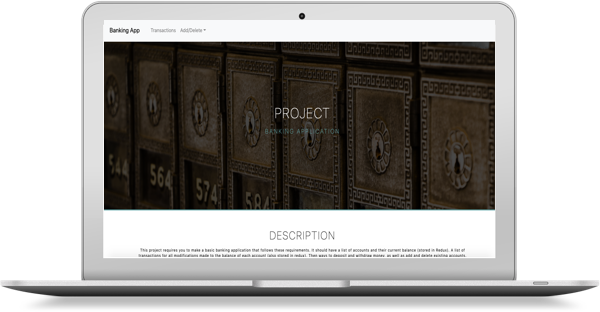 Banking App Transactions Add/Delete
PROJECT
BANKING APPLICATION
544
574
564
DESCRIPTION
This project requires you to make a basic banking application that follows these requirements. It should have a list of accounts and their current balance (stored in Redux). A list of
transactions for all modifications made to the balance of each account (also stored in redux). Then ways to deposit and withdraw money, as well as add and delete existing accounts.